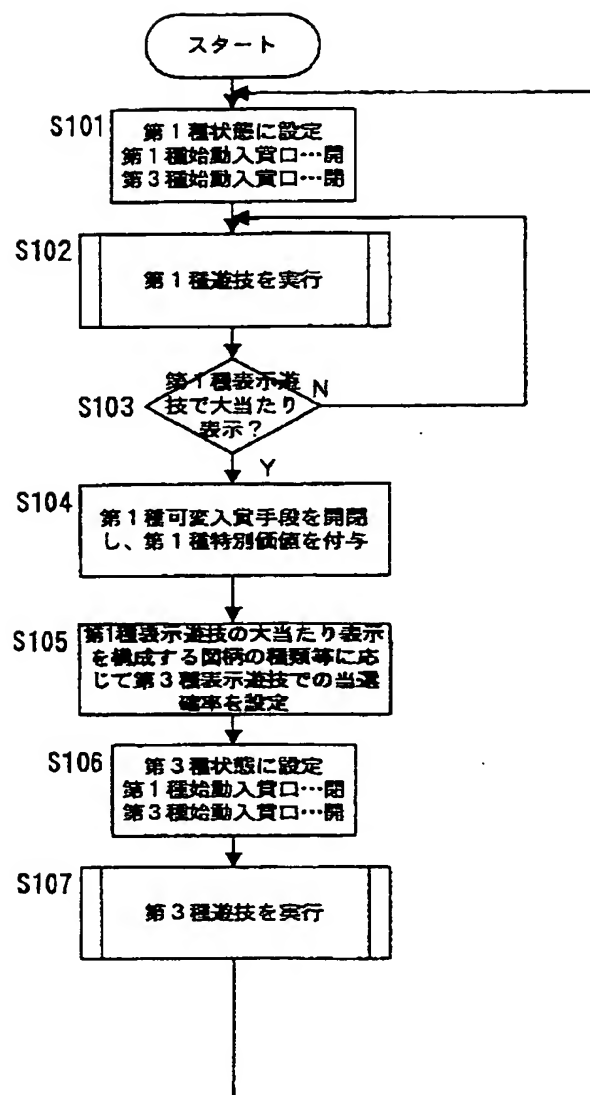 スタート
S101
第1種状態に設定
第1種始動入賞口…開
第3種始動入賞口…閉
S102
第1種遊技を実行
S103
第1種表示遊
技で大当たり
表示?
N
Y
S104
第1種可変入賞手段を開閉
し、第1種特別価値を付与
S105
第1種表示遊技の大当たり表示
を構成する図柄の種類等に応
じて第3種表示遊技での当選
確率を設定
S106
第3種状態に設定
第1種始動入賞口…閉
第3種始動入賞口…開
S107
第3種遊技を実行